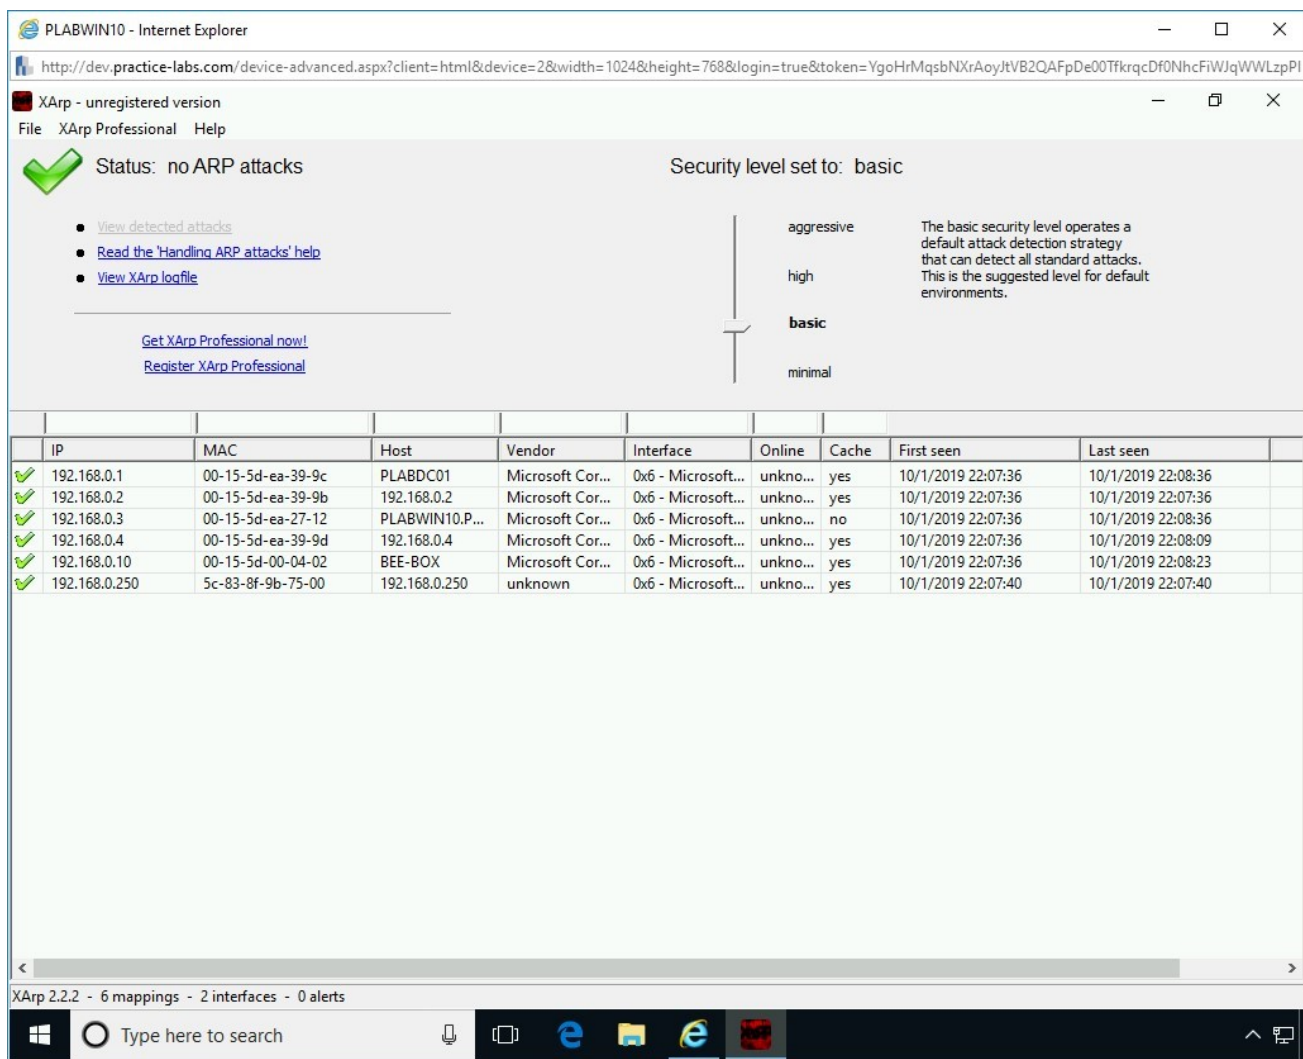 PLABWIN10 - Internet Explorer
http://dev.practice-labs.com/device-advanced.aspx?client=html&device=2&width=1024&height=768&login=true&token=YgoHrMqsbNXrAoyJtVB2QAFpDe00TfkrqcDf0NhcFiWJqWWLzpPI
XArp - unregistered version
File XArp Professional Help
Status: no ARP attacks
Security level set to: basic
View detected attacks
Read the 'Handling ARP attacks' help
View XArp logfile
Get XArp Professional now!
Register XArp Professional
aggressive
high
basic
minimal
The basic security level operates a
default attack detection strategy
that can detect all standard attacks.
This is the suggested level for default
environments.
IP MAC Host Vendor Interface Online Cache First seen Last seen
192.168.0.1 00-15-5d-ea-39-9c PLABDC01 Microsoft Cor... 0x6 - Microsoft... unkno... yes 10/1/2019 22:07:36 10/1/2019 22:08:36
192.168.0.2 00-15-5d-ea-39-9b 192.168.0.2 Microsoft Cor... 0x6 - Microsoft... unkno... yes 10/1/2019 22:07:36 10/1/2019 22:07:36
192.168.0.3 00-15-5d-ea-27-12 PLABWIN10.P... Microsoft Cor... 0x6 - Microsoft... unkno... no 10/1/2019 22:07:36 10/1/2019 22:08:36
192.168.0.4 00-15-5d-ea-39-9d 192.168.0.4 Microsoft Cor... 0x6 - Microsoft... unkno... yes 10/1/2019 22:07:36 10/1/2019 22:08:09
192.168.0.10 00-15-5d-00-04-02 BEE-BOX Microsoft Cor... 0x6 - Microsoft... unkno... yes 10/1/2019 22:07:36 10/1/2019 22:08:23
192.168.0.250 5c-83-8f-9b-75-00 192.168.0.250 unknown 0x6 - Microsoft... unkno... yes 10/1/2019 22:07:40 10/1/2019 22:07:40
XArp 2.2.2 - 6 mappings - 2 interfaces - 0 alerts
Type here to search